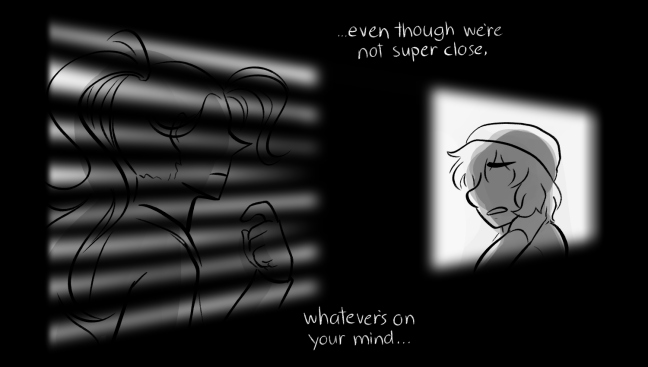 ...even though we're
not super close,
whatever's on
your mind...